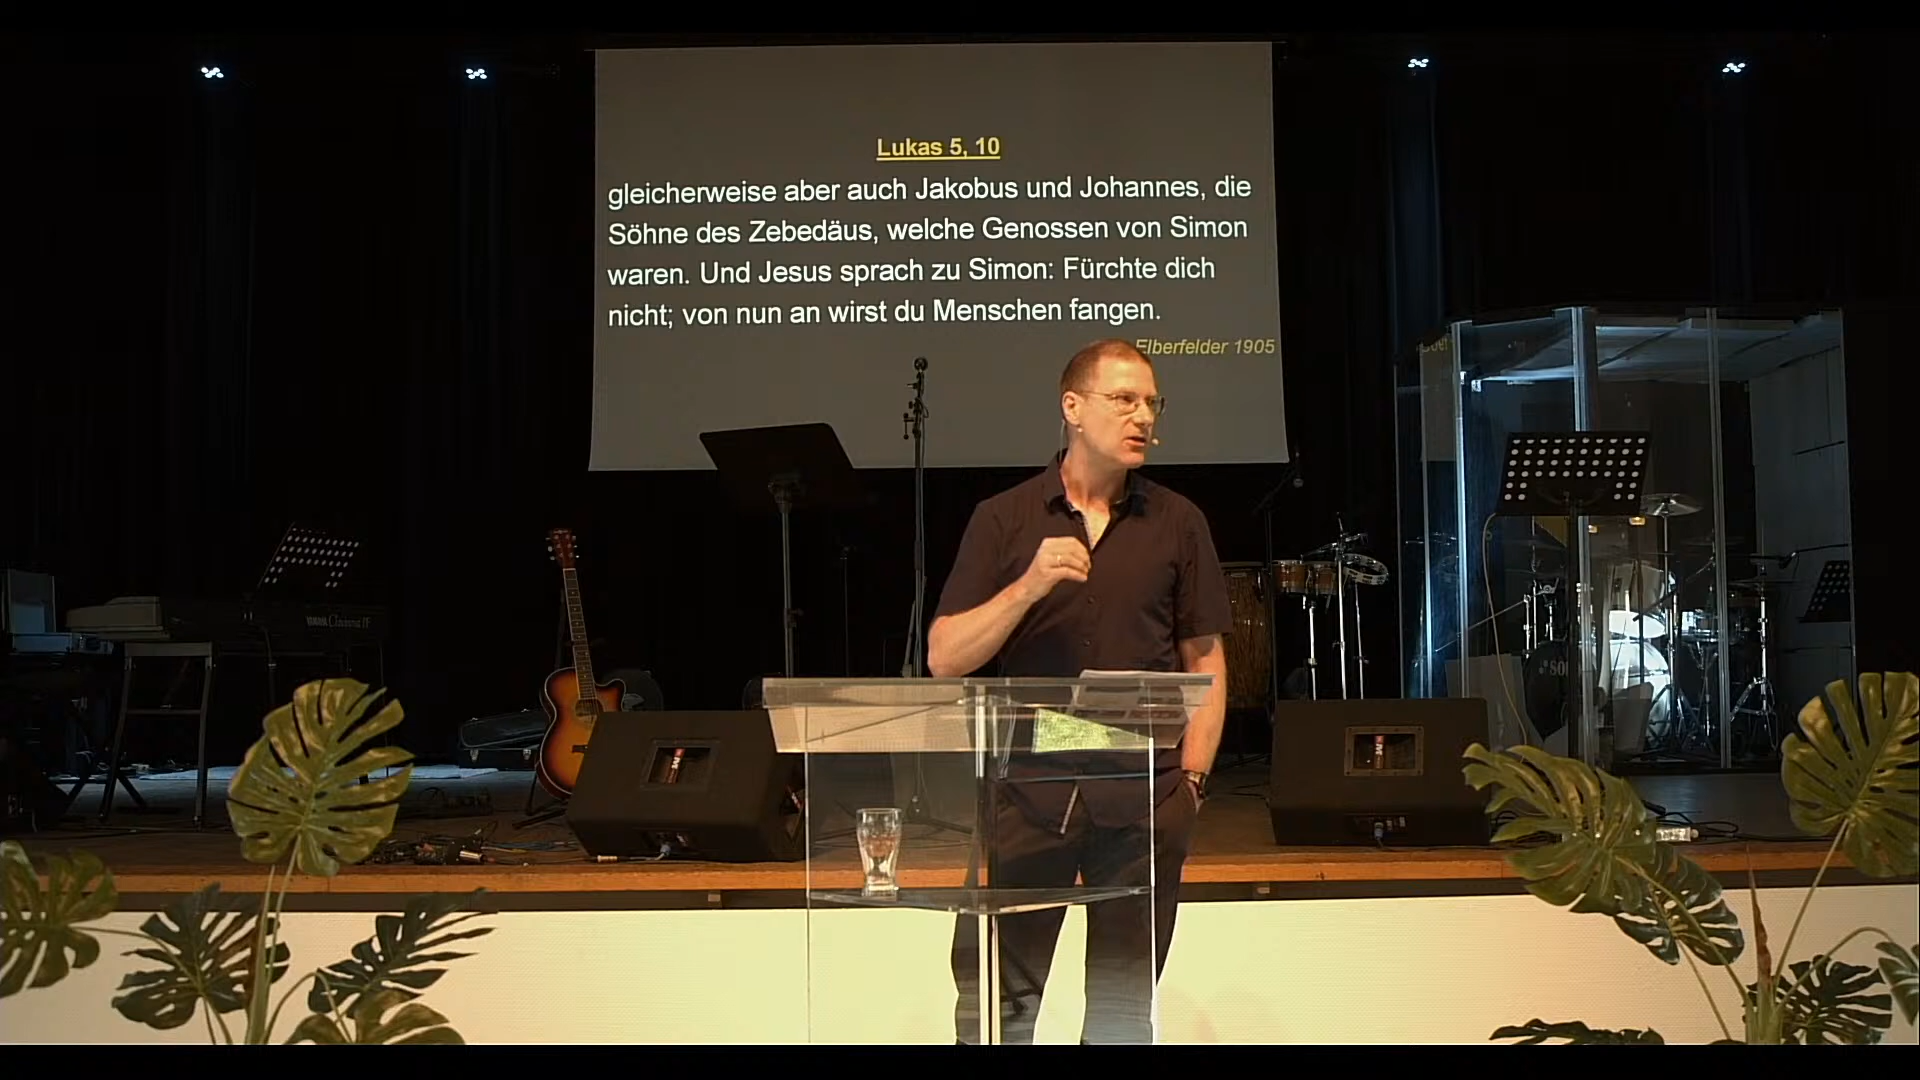 Lukas 5, 10
gleicherweise aber auch Jakobus und Johannes, die
Söhne des Zebedäus, welche Genossen von Simon
waren. Und Jesus sprach zu Simon: Fürchte dich
nicht; von nun an wirst du Menschen fangen.
Elberfelder 1905
YAMAHA